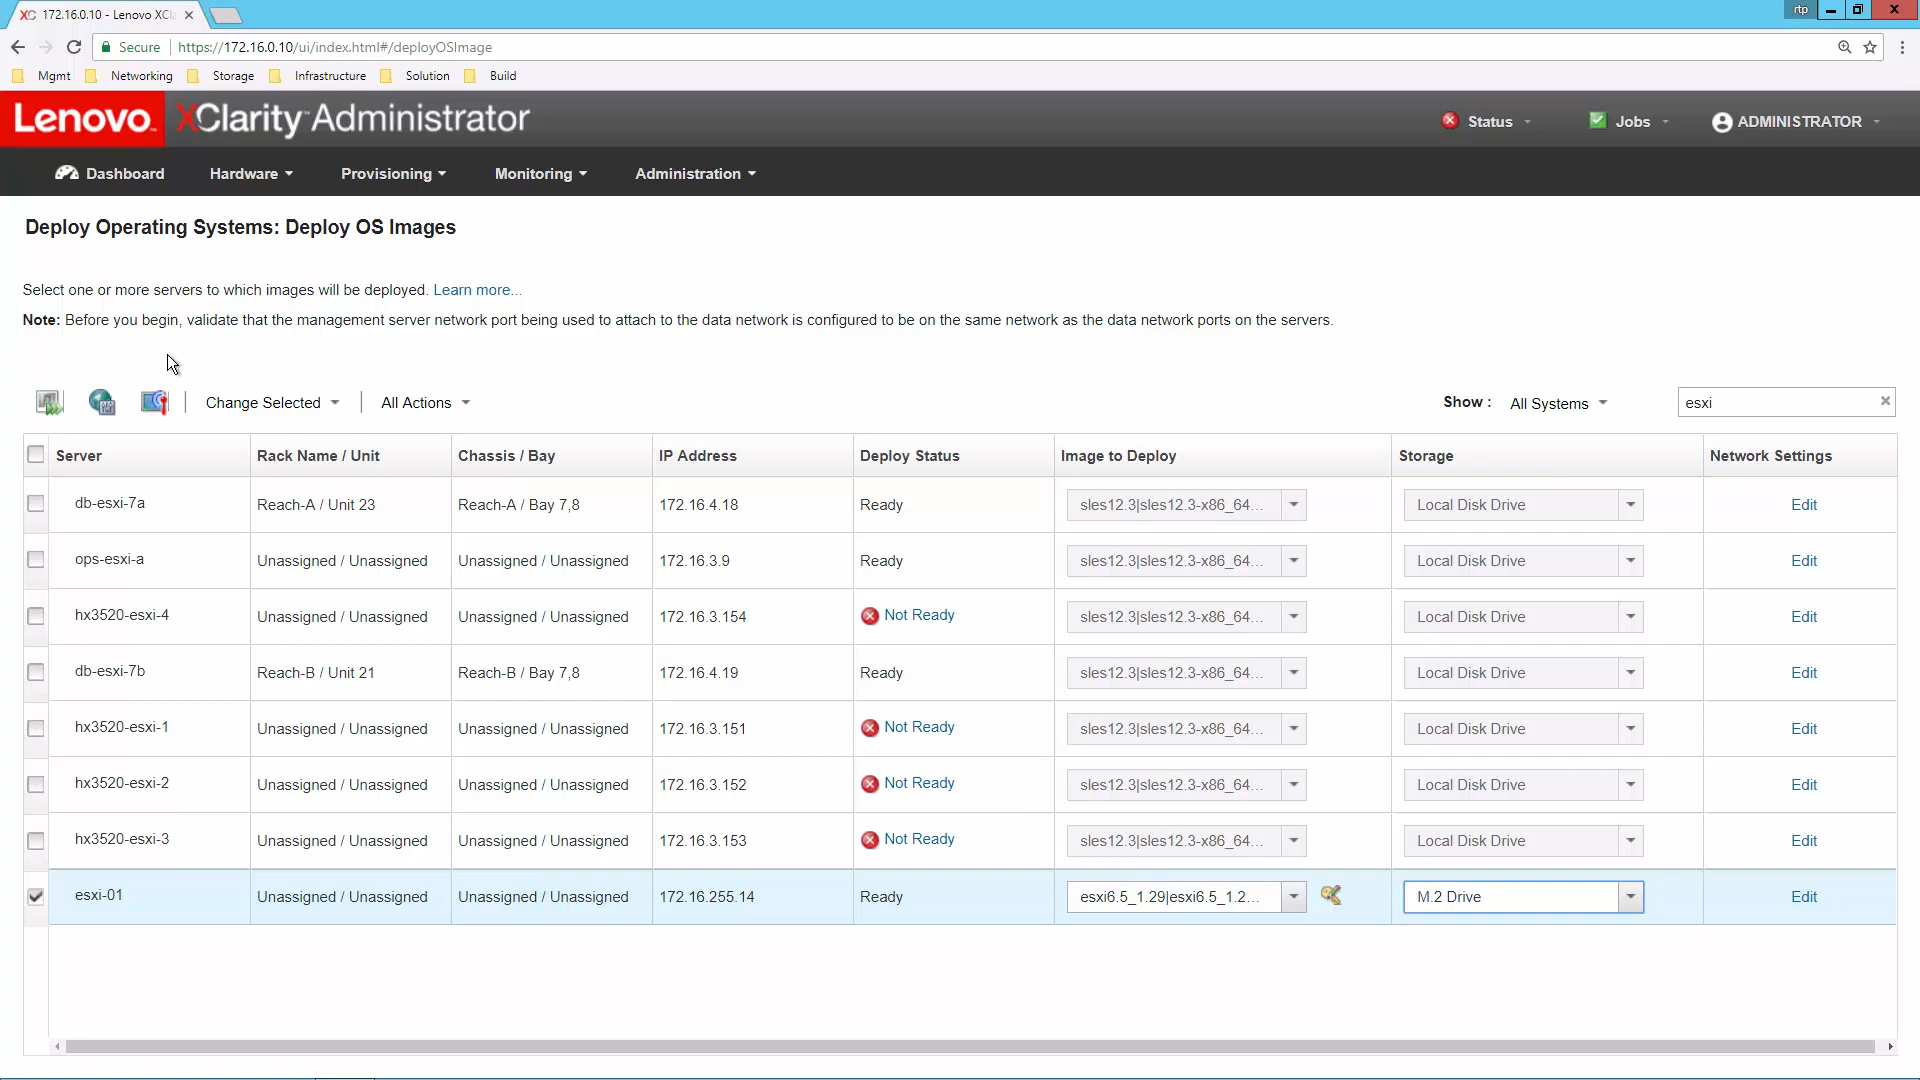 172.16.0.10 - Lenovo XCl
rtp
Secure | https://172.16.0.10/ui/index.html#/deployOSImage
Mgmt Networking Storage Infrastructure Solution Build
Lenovo XClarity Administrator
Status Jobs ADMINISTRATOR
Dashboard Hardware Provisioning Monitoring Administration
Deploy Operating Systems: Deploy OS Images
Select one or more servers to which images will be deployed. Learn more...
Note: Before you begin, validate that the management server network port being used to attach to the data network is configured to be on the same network as the data network ports on the servers.
Change Selected | All Actions Show : All Systems esxi
Server Rack Name / Unit Chassis / Bay IP Address Deploy Status Image to Deploy Storage Network Settings
db-esxi-7a Reach-A / Unit 23 Reach-A / Bay 7,8 172.16.4.18 Ready sles12.3|sles12.3-x86_64... Local Disk Drive Edit
ops-esxi-a Unassigned / Unassigned Unassigned / Unassigned 172.16.3.9 Ready sles12.3|sles12.3-x86_64... Local Disk Drive Edit
hx3520-esxi-4 Unassigned / Unassigned Unassigned / Unassigned 172.16.3.154 Not Ready sles12.3|sles12.3-x86_64... Local Disk Drive Edit
db-esxi-7b Reach-B / Unit 21 Reach-B / Bay 7,8 172.16.4.19 Ready sles12.3|sles12.3-x86_64... Local Disk Drive Edit
hx3520-esxi-1 Unassigned / Unassigned Unassigned / Unassigned 172.16.3.151 Not Ready sles12.3|sles12.3-x86_64... Local Disk Drive Edit
hx3520-esxi-2 Unassigned / Unassigned Unassigned / Unassigned 172.16.3.152 Not Ready sles12.3|sles12.3-x86_64... Local Disk Drive Edit
hx3520-esxi-3 Unassigned / Unassigned Unassigned / Unassigned 172.16.3.153 Not Ready sles12.3|sles12.3-x86_64... Local Disk Drive Edit
esxi-01 Unassigned / Unassigned Unassigned / Unassigned 172.16.255.14 Ready esxi6.5_1.29|esxi6.5_1.2... M.2 Drive Edit